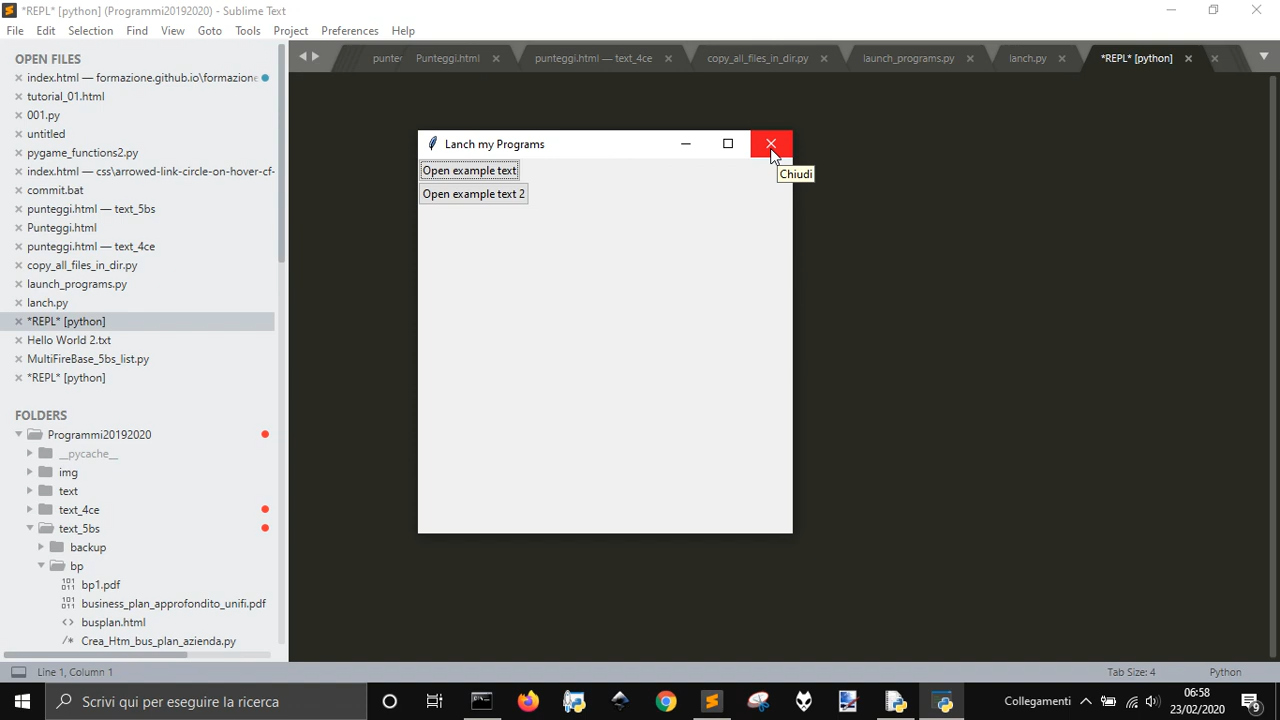 *REPL* [python] (Programmi20192020) - Sublime Text
File Edit Selection Find View Goto Tools Project Preferences Help
OPEN FILES
index.html — formazione.github.io\formazione
tutorial_01.html
001.py
untitled
pygame_functions2.py
index.html — css\arrowed-link-circle-on-hover-cf-
commit.bat
punteggi.html — text_5bs
Punteggi.html
punteggi.html — text_4ce
copy_all_files_in_dir.py
launch_programs.py
lanch.py
*REPL* [python]
Hello World 2.txt
MultiFireBase_5bs_list.py
*REPL* [python]
FOLDERS
Programmi20192020
__pycache__
img
text
text_4ce
text_5bs
backup
bp
bp1.pdf
business_plan_approfondito_unifi.pdf
busplan.html
Crea_Htm_bus_plan_azienda.py
punte Punteggi.html punteggi.html — text_4ce copy_all_files_in_dir.py launch_programs.py lanch.py *REPL* [python]
Lanch my Programs
Chiudi
Open example text
Open example text 2
Line 1, Column 1 Tab Size: 4 Python
Scrivi qui per eseguire la ricerca
Collegamenti
06:58
23/02/2020
9